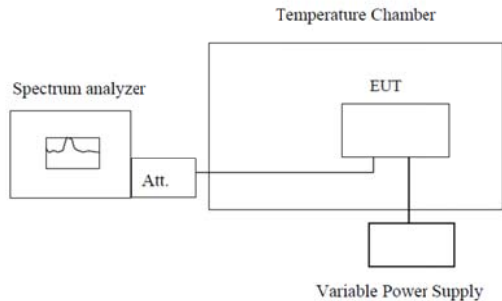 Temperature Chamber
Spectrum analyzer
EUT
Att.
Variable Power Supply